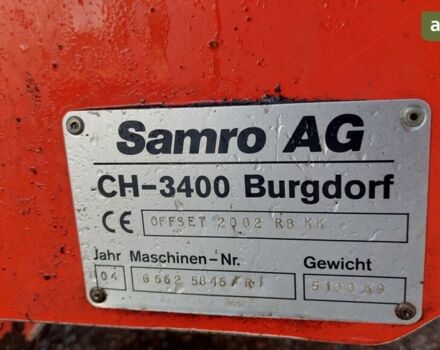 Samro AG
CH-3400 Burgdorf
CE OFFSET 2002 RB KK
Jahr Maschinen-Nr. Gewicht
04 5100 KG